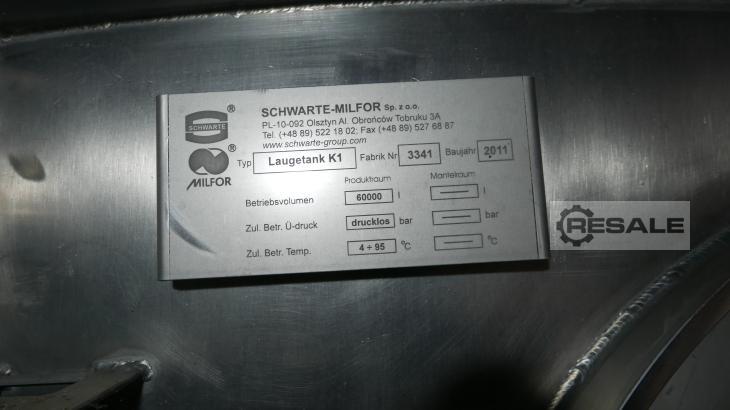 SCHWARTE
®
MILFOR
®
SCHWARTE-MILFOR Sp. z o.o.
PL-10-092 Olsztyn Al. Obrońców Tobruku 3A
Tel. (+48 89) 522 18 02; Fax (+48 89) 527 68 87
www.schwarte-group.com
Typ Laugetank K1 Fabrik Nr 3341 Baujahr 2011
Produktraum Mantelraum
Betriebsvolumen 60000 l l
Zul. Betr. Ü-druck drucklos bar bar
Zul. Betr. Temp. 4 ÷ 95 °C °C
RESALE